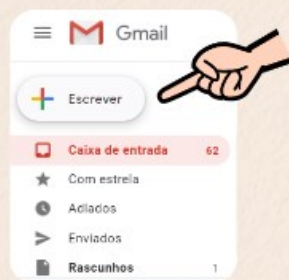 Gmail
Escrever
Caixa de entrada 62
Com estrela
Adiados
Enviados
Rascunhos 1